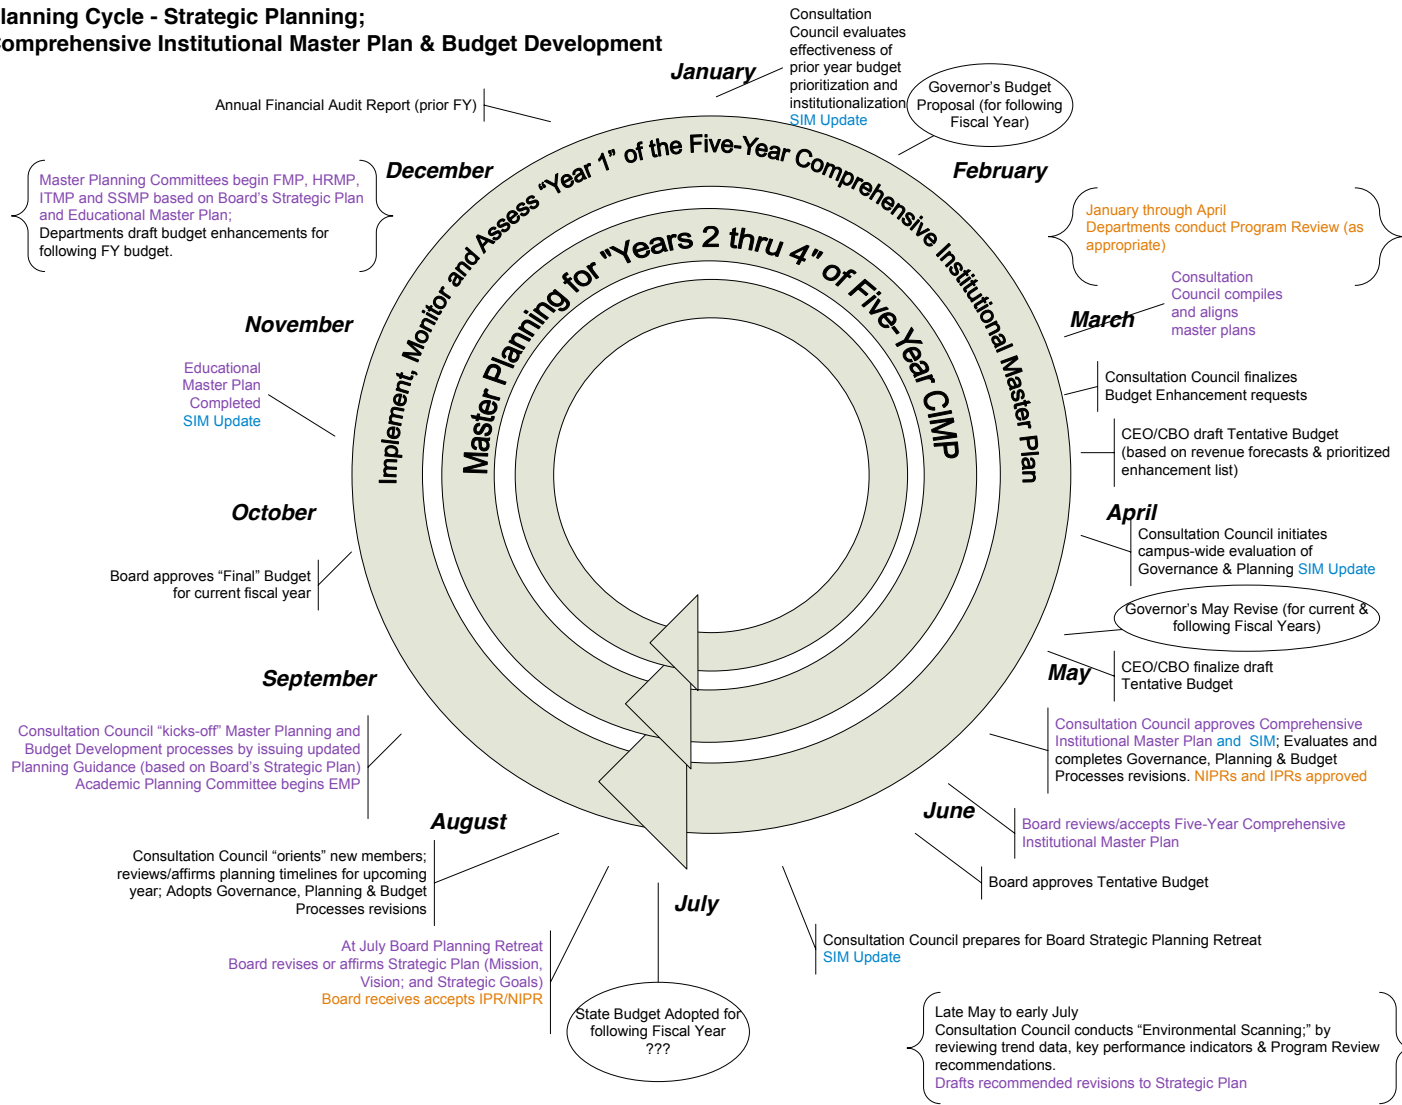 lanning Cycle - Strategic Planning;
omprehensive Institutional Master Plan & Budget Development
January
Consultation
Council evaluates
effectiveness of
prior year budget
prioritization and
institutionalization
SIM Update
Governor's Budget
Proposal (for following
Fiscal Year)
Annual Financial Audit Report (prior FY)
December
February
Master Planning Committees begin FMP, HRMP,
ITMP and SSMP based on Board's Strategic Plan
and Educational Master Plan;
Departments draft budget enhancements for
following FY budget.
January through April
Departments conduct Program Review (as
appropriate)
Implement, Monitor and Assess “Year 1” of the Five-Year Comprehensive Institutional Master Plan
Master Planning for "Years 2 thru 4" of Five-Year CIMP
November
March
Consultation
Council compiles
and aligns
master plans
Educational
Master Plan
Completed
SIM Update
Consultation Council finalizes
Budget Enhancement requests
CEO/CBO draft Tentative Budget
(based on revenue forecasts & prioritized
enhancement list)
October
April
Consultation Council initiates
campus-wide evaluation of
Governance & Planning SIM Update
Board approves “Final” Budget
for current fiscal year
Governor's May Revise (for current &
following Fiscal Years)
September
May
CEO/CBO finalize draft
Tentative Budget
Consultation Council “kicks-off” Master Planning and
Budget Development processes by issuing updated
Planning Guidance (based on Board's Strategic Plan)
Academic Planning Committee begins EMP
Consultation Council approves Comprehensive
Institutional Master Plan and SIM; Evaluates and
completes Governance, Planning & Budget
Processes revisions. NIPRs and IPRs approved
August
June
Board reviews/accepts Five-Year Comprehensive
Institutional Master Plan
Consultation Council “orients” new members;
reviews/affirms planning timelines for upcoming
year; Adopts Governance, Planning & Budget
Processes revisions
Board approves Tentative Budget
July
At July Board Planning Retreat
Board revises or affirms Strategic Plan (Mission,
Vision; and Strategic Goals)
Board receives accepts IPR/NIPR
Consultation Council prepares for Board Strategic Planning Retreat
SIM Update
State Budget Adopted for
following Fiscal Year
???
Late May to early July
Consultation Council conducts “Environmental Scanning;” by
reviewing trend data, key performance indicators & Program Review
recommendations.
Drafts recommended revisions to Strategic Plan